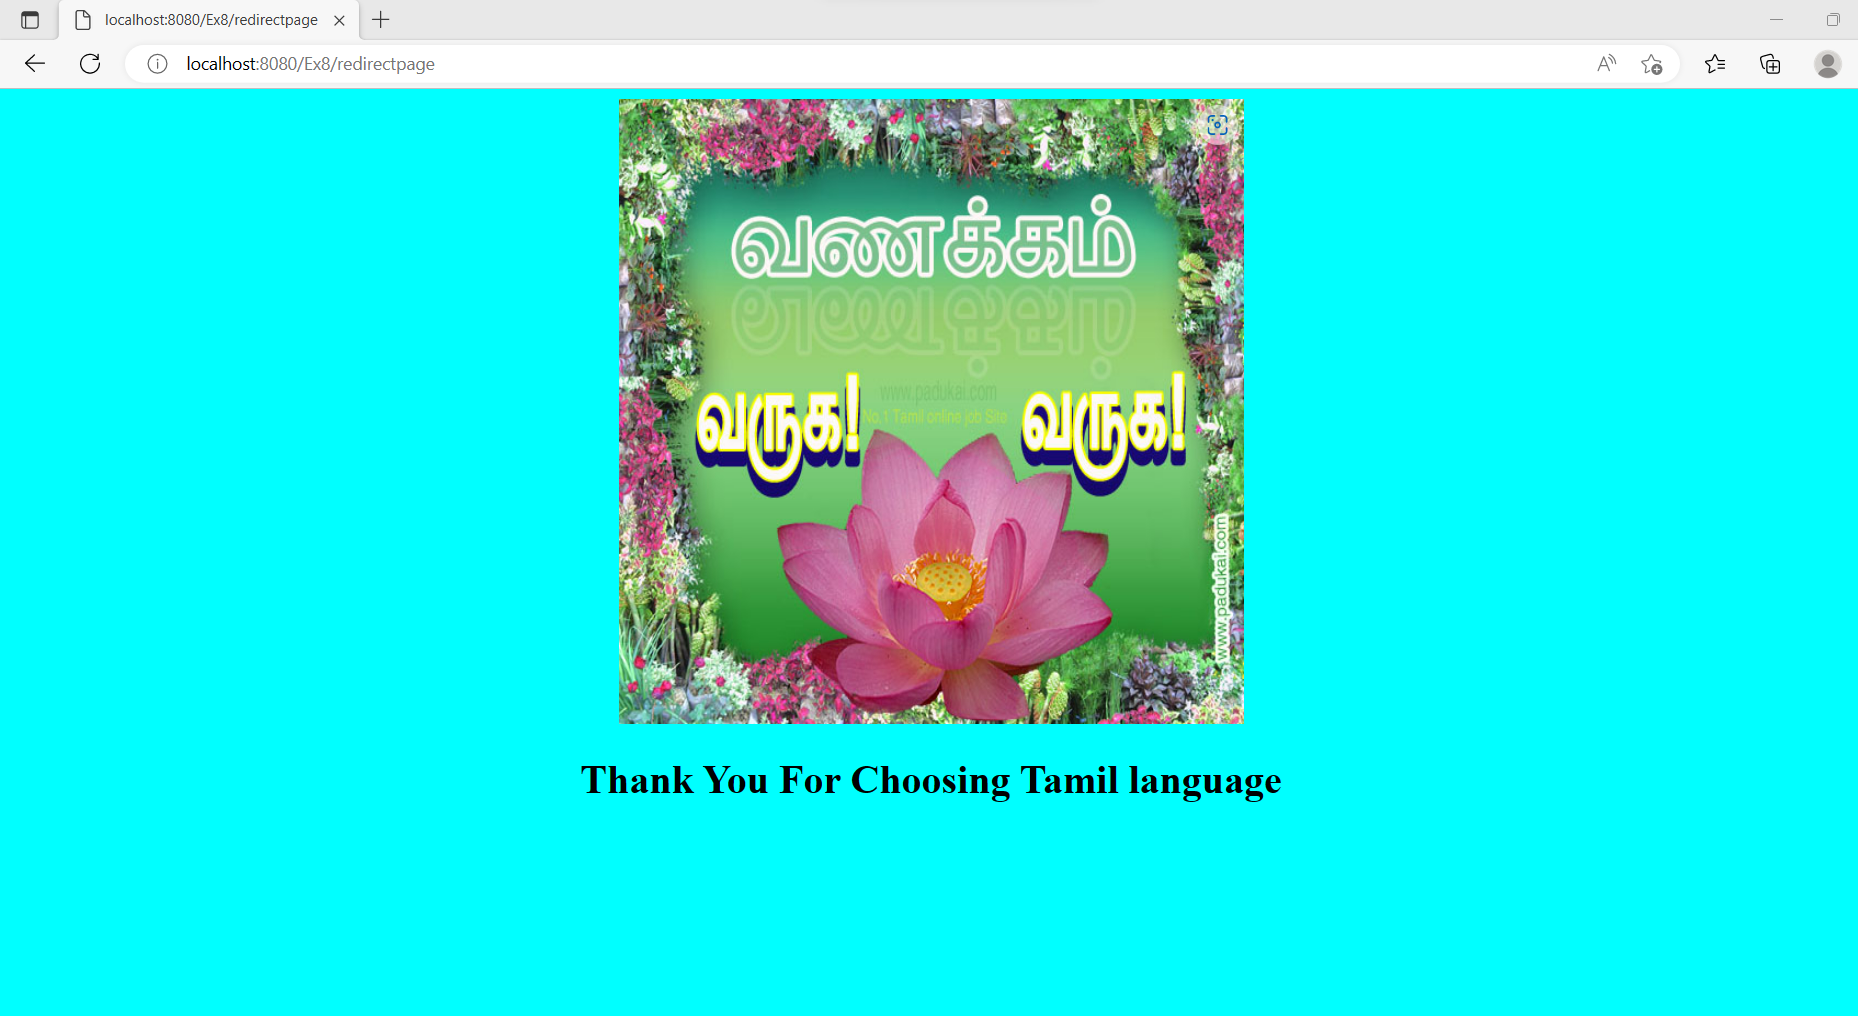 localhost:8080/Ex8/redirectpage
localhost:8080/Ex8/redirectpage
வணக்கம்
www.padukai.com
No,1 Tamil online job Site
வருக! வருக!
www.padukai.com
Thank You For Choosing Tamil language